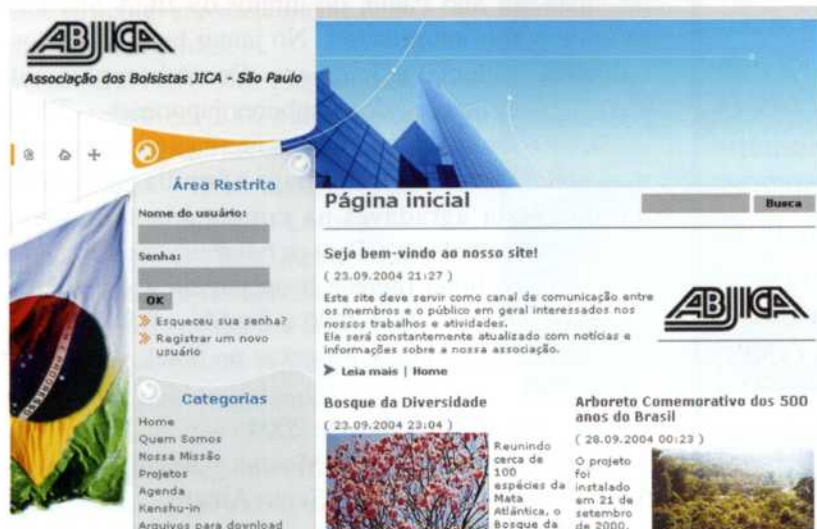 ABJICA
Associação dos Bolsistas JICA - São Paulo
Área Restrita
Nome do usuário:
Senha:
OK
Esqueceu sua senha?
Registrar um novo
usuário
Categorias
Home
Quem Somos
Nossa Missão
Projetos
Agenda
Kenshu-in
Arquivos para download
Página inicial
Busca
Seja bem-vindo ao nosso site!
( 23.09.2004 21:27 )
Este site deve servir como canal de comunicação entre
os membros e o público em geral interessados nos
nossos trabalhos e atividades.
Ele será constantemente atualizado com notícias e
informações sobre a nossa associação.
Leia mais | Home
ABJICA
Bosque da Diversidade
( 23.09.2004 23:04 )
Reunindo
cerca de
100
espécies da
Mata
Atlântica, o
Bosque da
Arboreto Comemorativo dos 500
anos do Brasil
( 28.09.2004 00:23 )
O projeto
foi
instalado
em 21 de
setembro
de 2000,